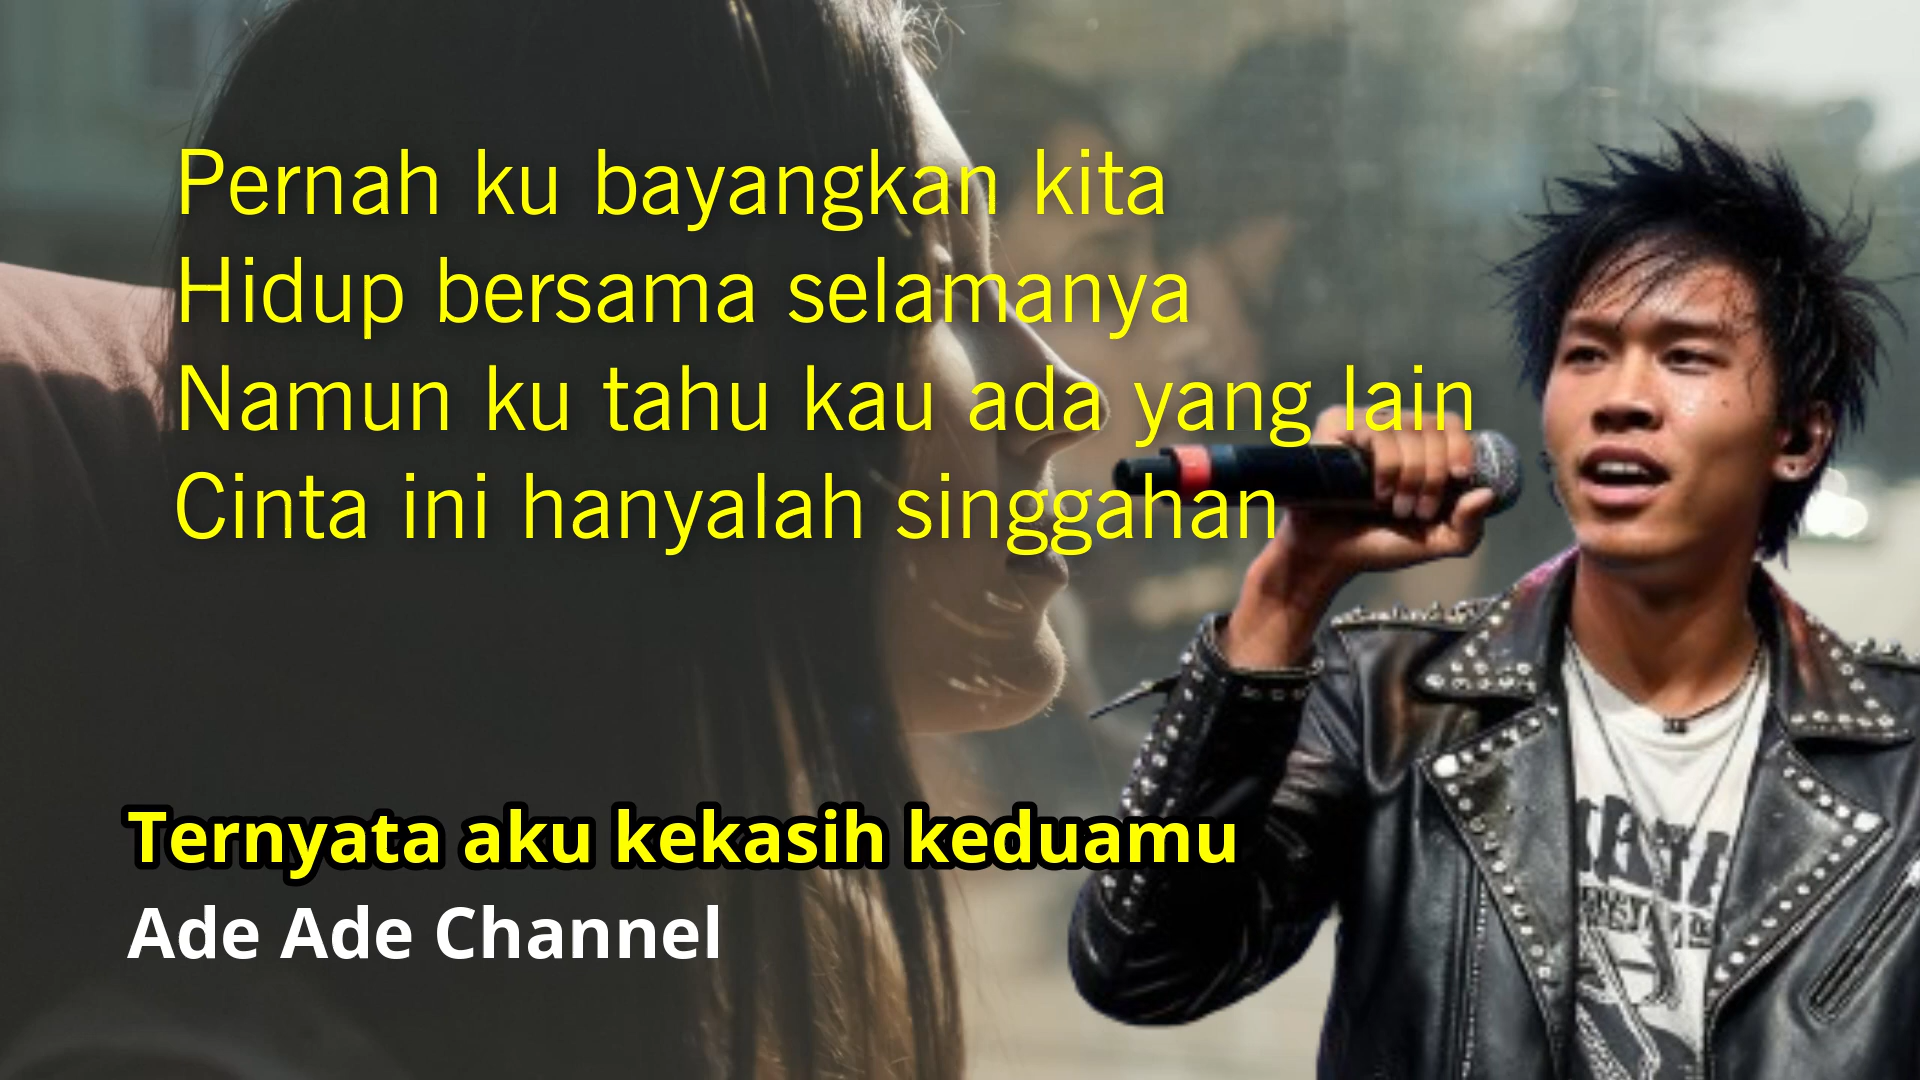 Pernah ku bayangkan kita
Hidup bersama selamanya
Namun ku tahu kau ada yang lain
Cinta ini hanyalah singgahan
Ternyata aku kekasih keduamu
Ade Ade Channel